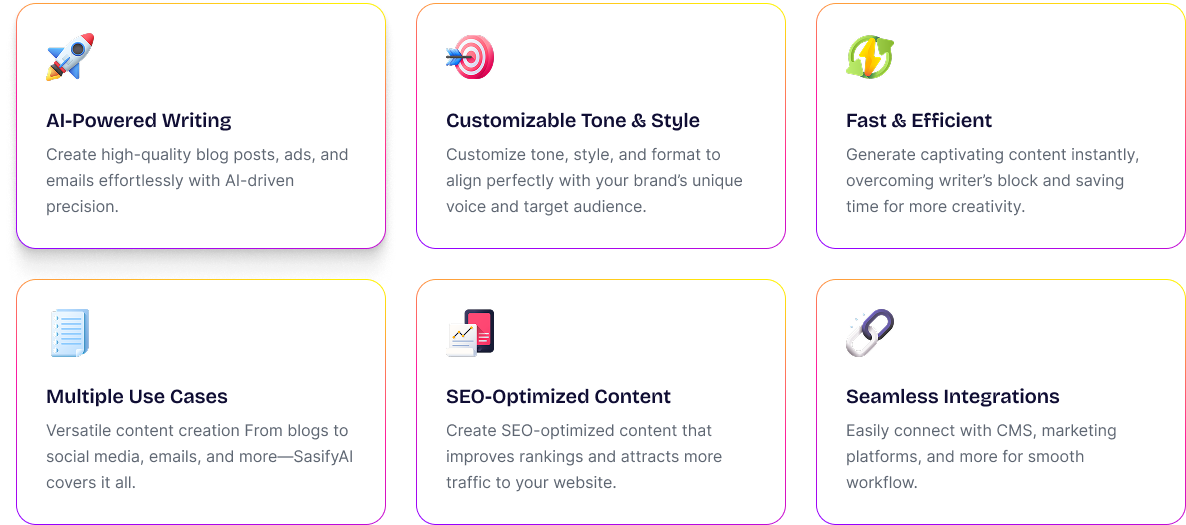 AI-Powered Writing
Create high-quality blog posts, ads, and
emails effortlessly with AI-driven
precision.
Customizable Tone & Style
Customize tone, style, and format to
align perfectly with your brand’s unique
voice and target audience.
Fast & Efficient
Generate captivating content instantly,
overcoming writer’s block and saving
time for more creativity.
Multiple Use Cases
Versatile content creation From blogs to
social media, emails, and more—SasifyAI
covers it all.
SEO-Optimized Content
Create SEO-optimized content that
improves rankings and attracts more
traffic to your website.
Seamless Integrations
Easily connect with CMS, marketing
platforms, and more for smooth
workflow.